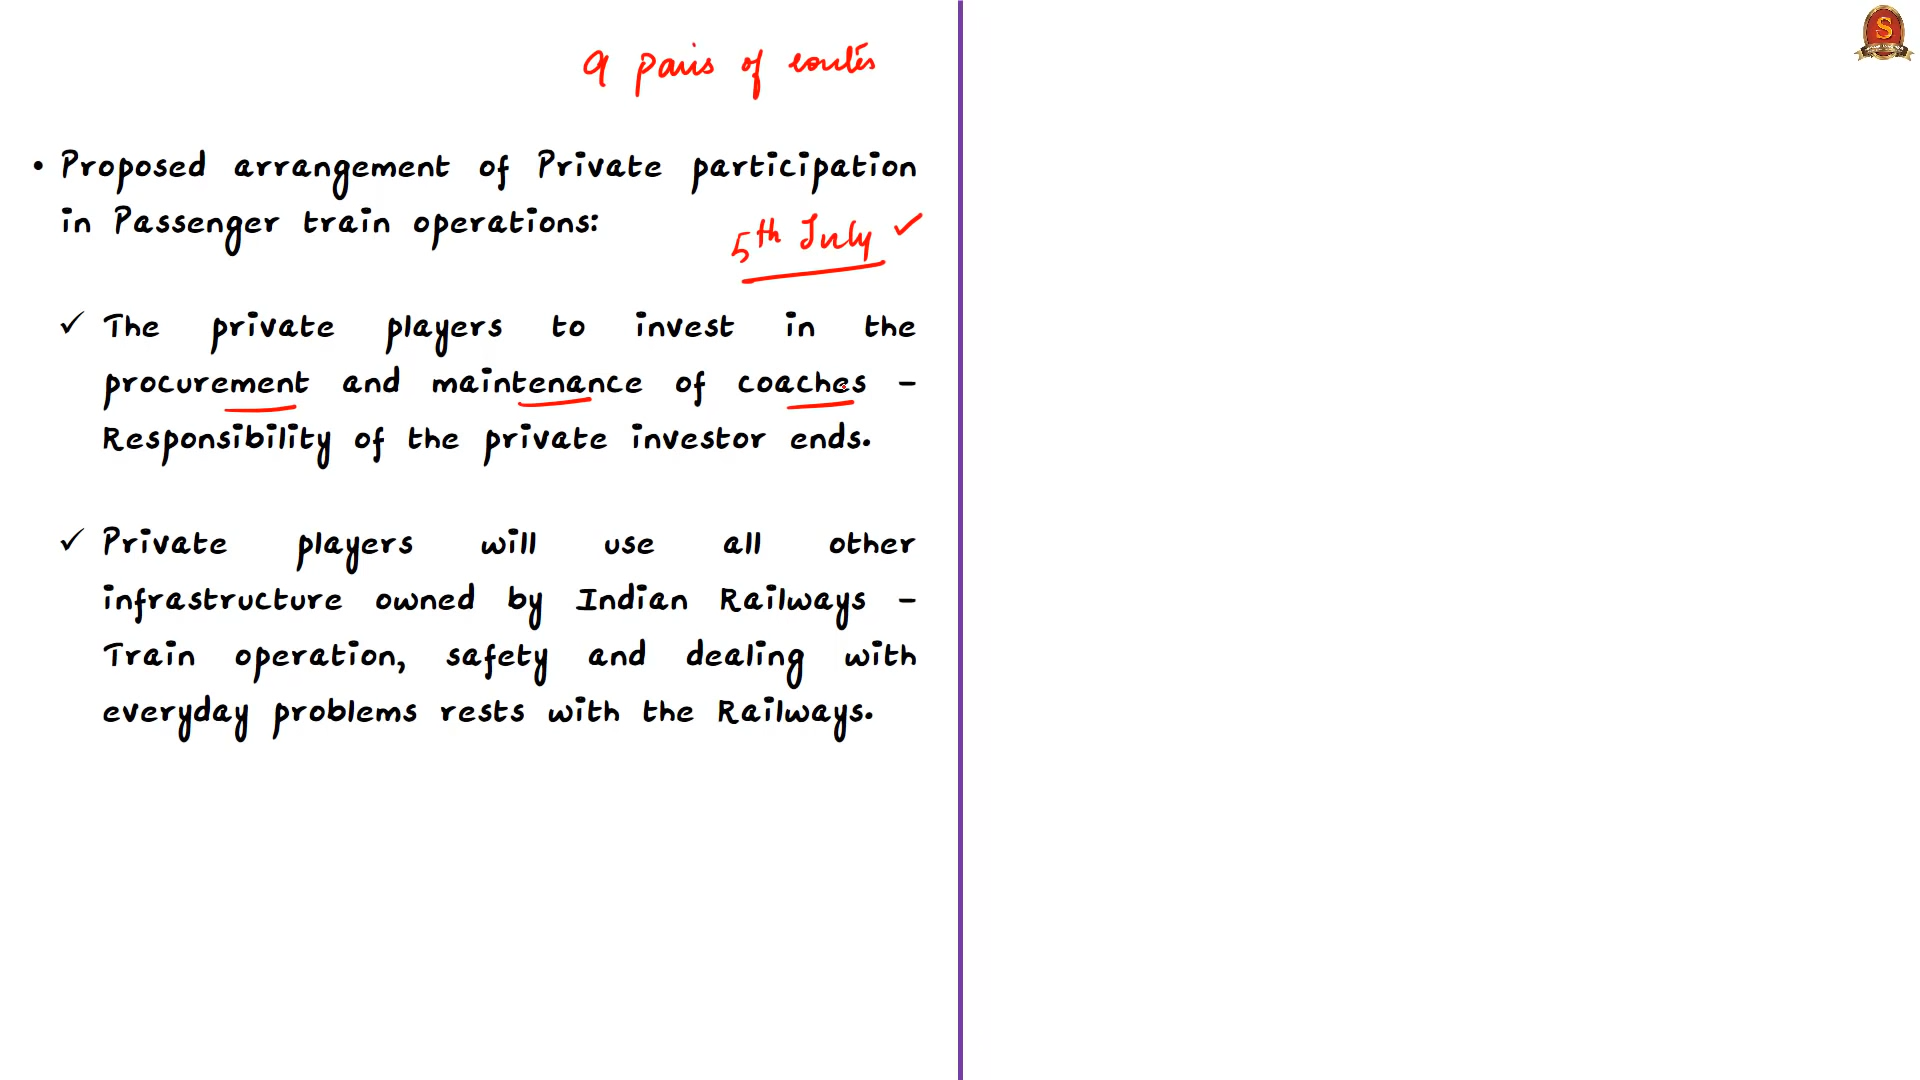 9 pairs of routes
• Proposed arrangement of Private participation
in Passenger train operations:
5th July ✓
✓ The private players to invest in the
procurement and maintenance of coaches –
Responsibility of the private investor ends.
✓ Private players will use all other
infrastructure owned by Indian Railways –
Train operation, safety and dealing with
everyday problems rests with the Railways.
S